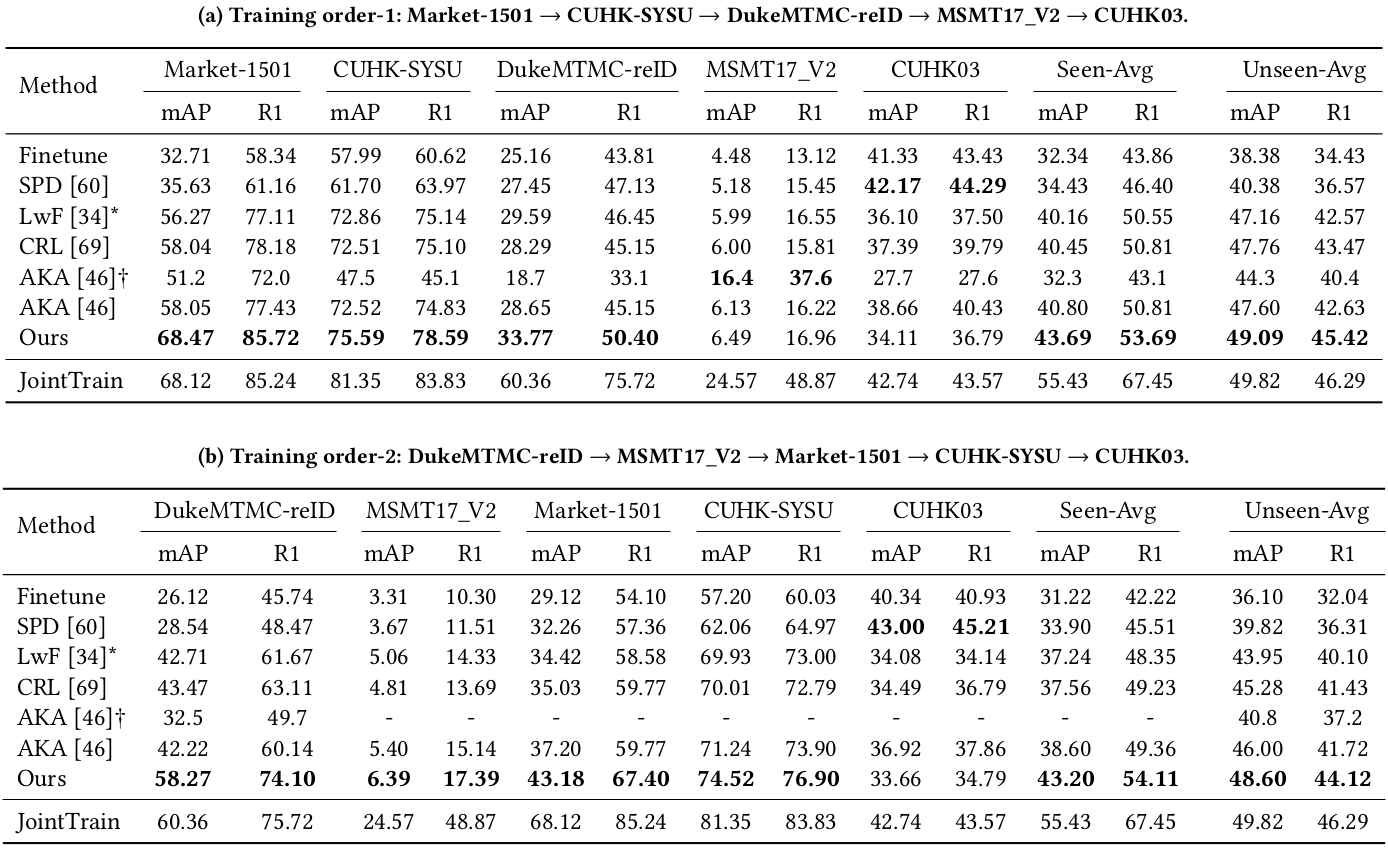 (a) Training order-1: Market-1501 → CUHK-SYSU → DukeMTMC-reID → MSMT17_V2 → CUHK03.
Method Market-1501 CUHK-SYSU DukeMTMC-reID MSMT17_V2 CUHK03 Seen-Avg Unseen-Avg
mAP R1 mAP R1 mAP R1 mAP R1 mAP R1 mAP R1 mAP R1
Finetune 32.71 58.34 57.99 60.62 25.16 43.81 4.48 13.12 41.33 43.43 32.34 43.86 38.38 34.43
SPD [60] 35.63 61.16 61.70 63.97 27.45 47.13 5.18 15.45 42.17 44.29 34.43 46.40 40.38 36.57
LwF [34]* 56.27 77.11 72.86 75.14 29.59 46.45 5.99 16.55 36.10 37.50 40.16 50.55 47.16 42.57
CRL [69] 58.04 78.18 72.51 75.10 28.29 45.15 6.00 15.81 37.39 39.79 40.45 50.81 47.76 43.47
AKA [46]† 51.2 72.0 47.5 45.1 18.7 33.1 16.4 37.6 27.7 27.6 32.3 43.1 44.3 40.4
AKA [46] 58.05 77.43 72.52 74.83 28.65 45.15 6.13 16.22 38.66 40.43 40.80 50.81 47.60 42.63
Ours 68.47 85.72 75.59 78.59 33.77 50.40 6.49 16.96 34.11 36.79 43.69 53.69 49.09 45.42
JointTrain 68.12 85.24 81.35 83.83 60.36 75.72 24.57 48.87 42.74 43.57 55.43 67.45 49.82 46.29
(b) Training order-2: DukeMTMC-reID → MSMT17_V2 → Market-1501 → CUHK-SYSU → CUHK03.
Method DukeMTMC-reID MSMT17_V2 Market-1501 CUHK-SYSU CUHK03 Seen-Avg Unseen-Avg
mAP R1 mAP R1 mAP R1 mAP R1 mAP R1 mAP R1 mAP R1
Finetune 26.12 45.74 3.31 10.30 29.12 54.10 57.20 60.03 40.34 40.93 31.22 42.22 36.10 32.04
SPD [60] 28.54 48.47 3.67 11.51 32.26 57.36 62.06 64.97 43.00 45.21 33.90 45.51 39.82 36.31
LwF [34]* 42.71 61.67 5.06 14.33 34.42 58.58 69.93 73.00 34.08 34.14 37.24 48.35 43.95 40.10
CRL [69] 43.47 63.11 4.81 13.69 35.03 59.77 70.01 72.79 34.49 36.79 37.56 49.23 45.28 41.43
AKA [46]† 32.5 49.7 - - - - - - - - - - 40.8 37.2
AKA [46] 42.22 60.14 5.40 15.14 37.20 59.77 71.24 73.90 36.92 37.86 38.60 49.36 46.00 41.72
Ours 58.27 74.10 6.39 17.39 43.18 67.40 74.52 76.90 33.66 34.79 43.20 54.11 48.60 44.12
JointTrain 60.36 75.72 24.57 48.87 68.12 85.24 81.35 83.83 42.74 43.57 55.43 67.45 49.82 46.29